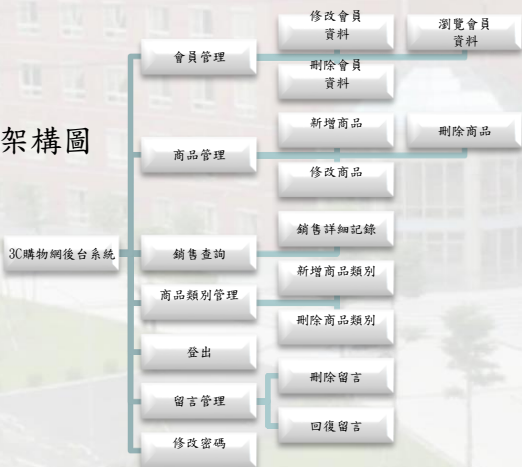 架構圖
3C購物網後台系統
會員管理
修改會員
資料
瀏覽會員
資料
刪除會員
資料
商品管理
新增商品
刪除商品
修改商品
銷售查詢
銷售詳細記錄
商品類別管理
新增商品類別
刪除商品類別
登出
留言管理
刪除留言
回復留言
修改密碼